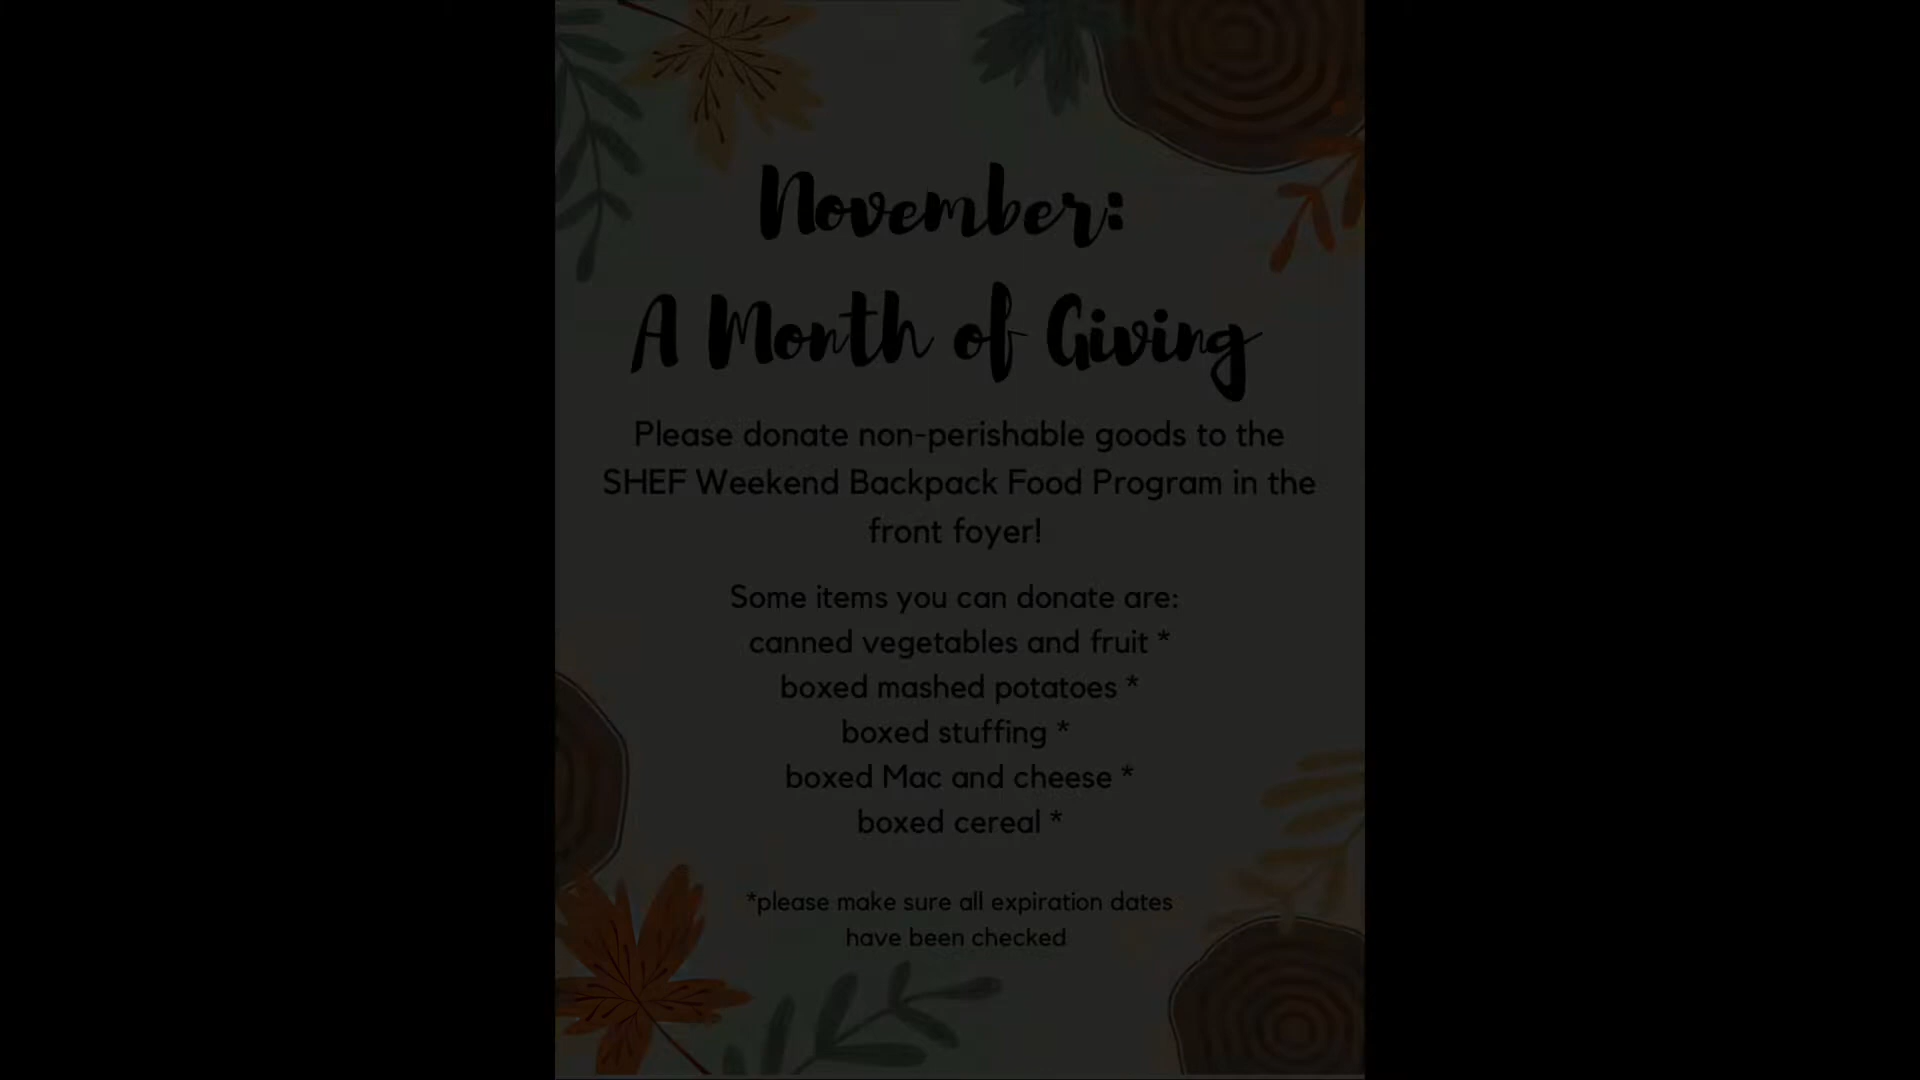 November:
A Month of Giving
Please donate non-perishable goods to the
SHEF Weekend Backpack Food Program in the
front foyer!
Some items you can donate are:
canned vegetables and fruit *
boxed mashed potatoes *
boxed stuffing *
boxed Mac and cheese *
boxed cereal *
*please make sure all expiration dates
have been checked